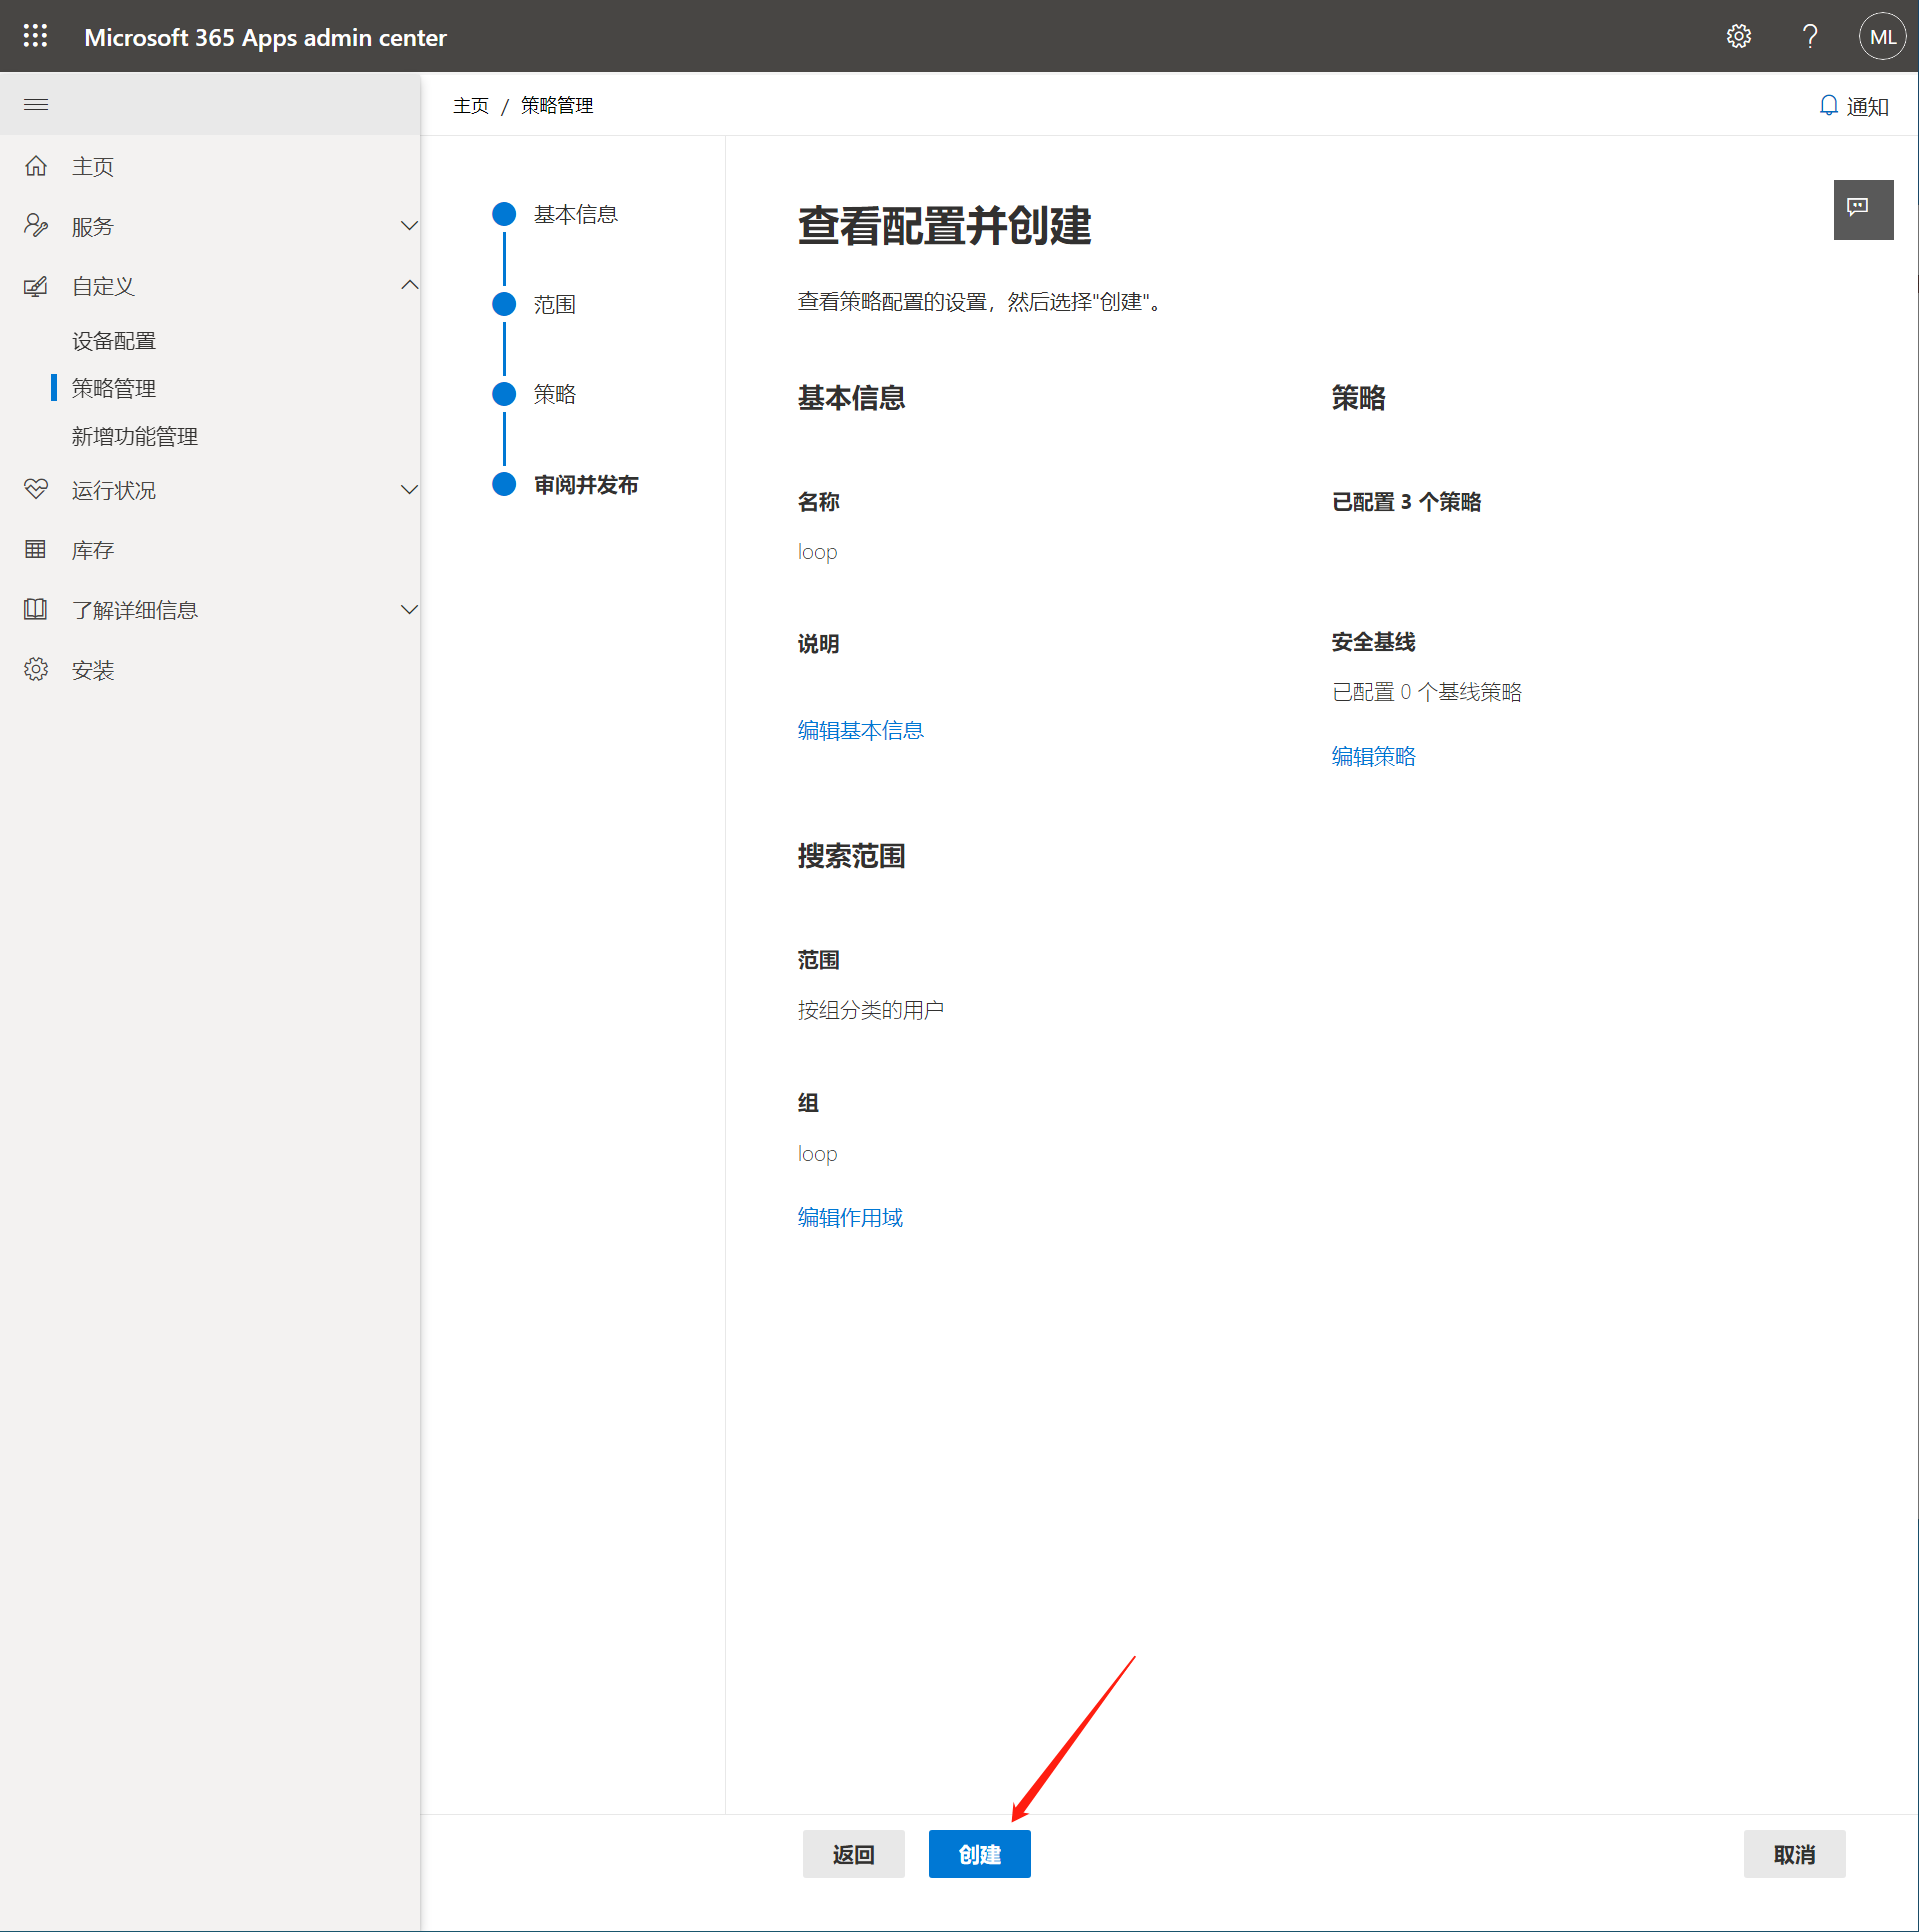 Microsoft 365 Apps admin center
ML
主页 / 策略管理
通知
主页
服务
自定义
设备配置
策略管理
新增功能管理
运行状况
库存
了解详细信息
安装
基本信息
范围
策略
审阅并发布
查看配置并创建
查看策略配置的设置，然后选择"创建"。
基本信息
名称
loop
说明
编辑基本信息
策略
已配置 3 个策略
安全基线
已配置 0 个基线策略
编辑策略
搜索范围
范围
按组分类的用户
组
loop
编辑作用域
返回
创建
取消